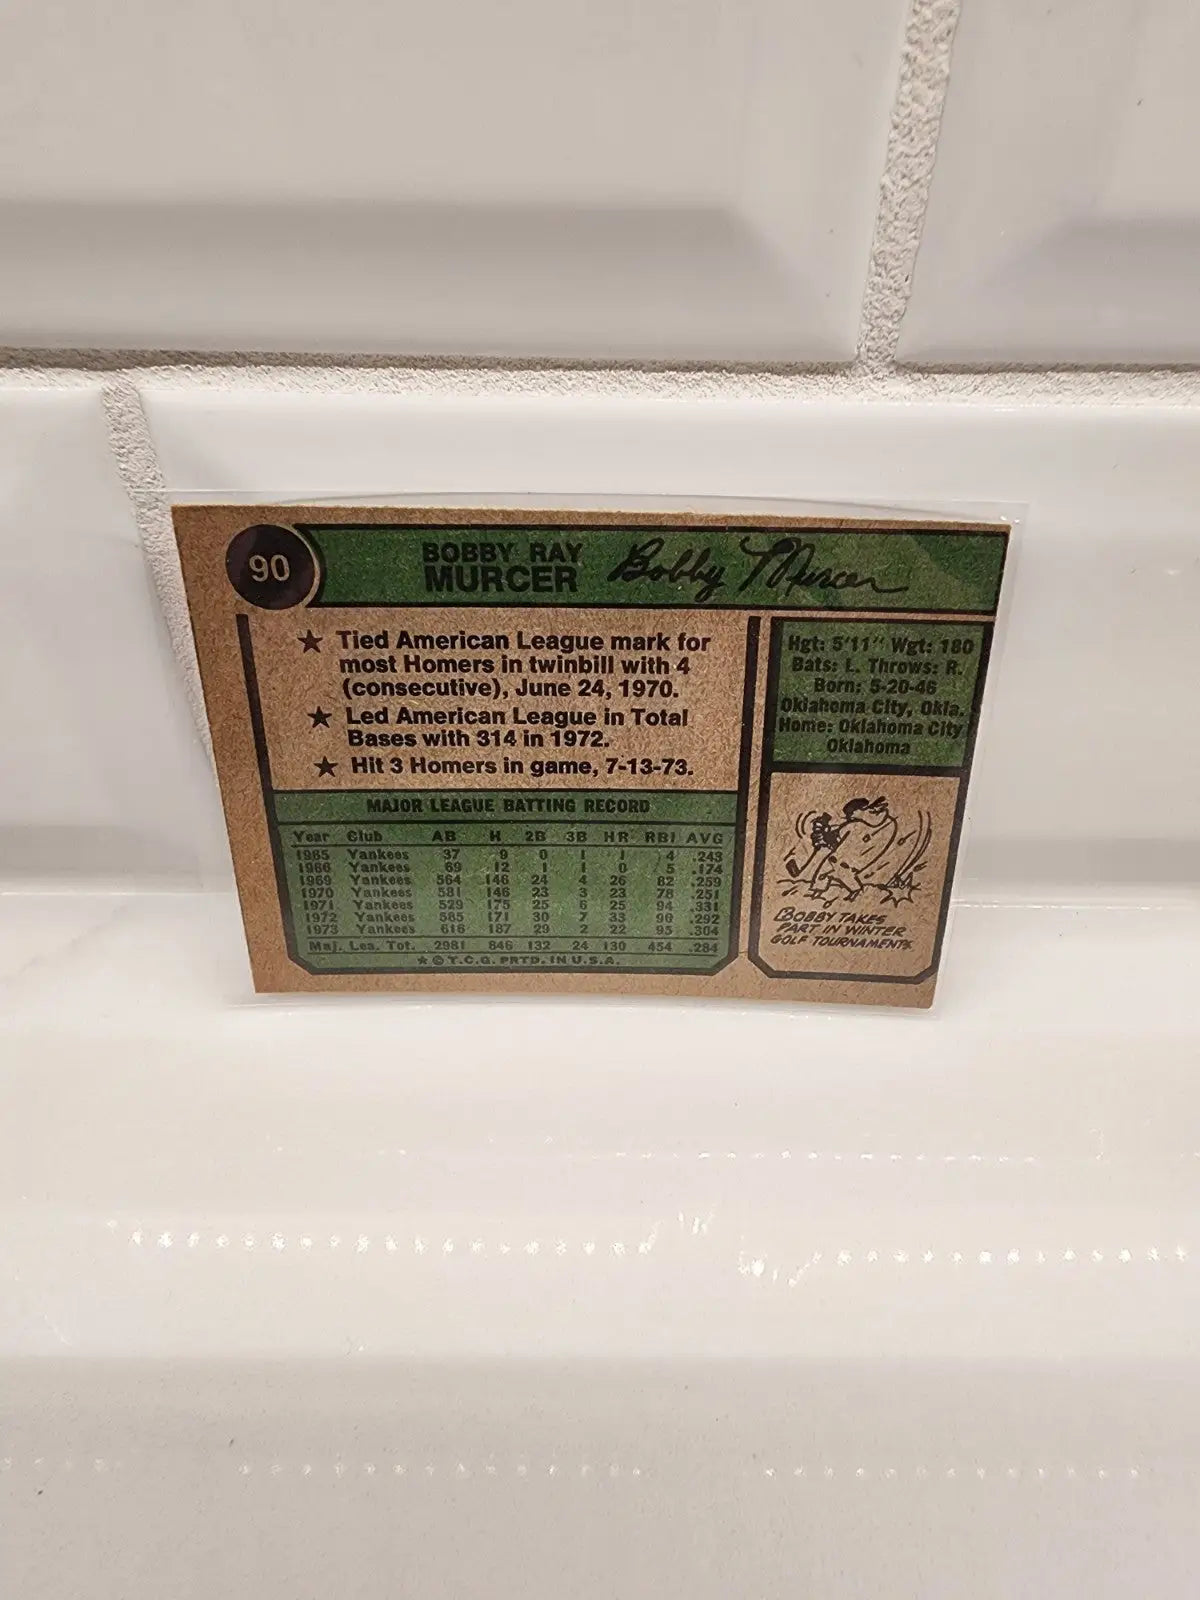 90
BOBBY RAY
MURCER
Bobby Murcer
★ Tied American League mark for
most Homers in twinbill with 4
(consecutive), June 24, 1970.
★ Led American League in Total
Bases with 314 in 1972.
★ Hit 3 Homers in game, 7-13-73.
MAJOR LEAGUE BATTING RECORD
Year Club AB H 2B 3B HR RBI AVG
1965 Yankees 37 9 0 1 1 4 .243
1966 Yankees 69 12 1 1 0 5 .174
1969 Yankees 564 146 24 4 26 82 .259
1970 Yankees 581 146 23 3 23 78 .251
1971 Yankees 529 175 25 6 25 94 .331
1972 Yankees 585 171 30 7 33 96 .292
1973 Yankees 616 187 29 2 22 95 .304
Maj. Lea. Tot. 2981 846 132 24 130 454 .284
★ © T.C.G. PRTD. IN U.S.A.
Hgt: 5'11" Wgt: 180
Bats: L. Throws: R.
Born: 5-20-46
Oklahoma City, Okla.
Home: Oklahoma City
Oklahoma
BOBBY TAKES
PART IN WINTER
GOLF TOURNAMENTS.